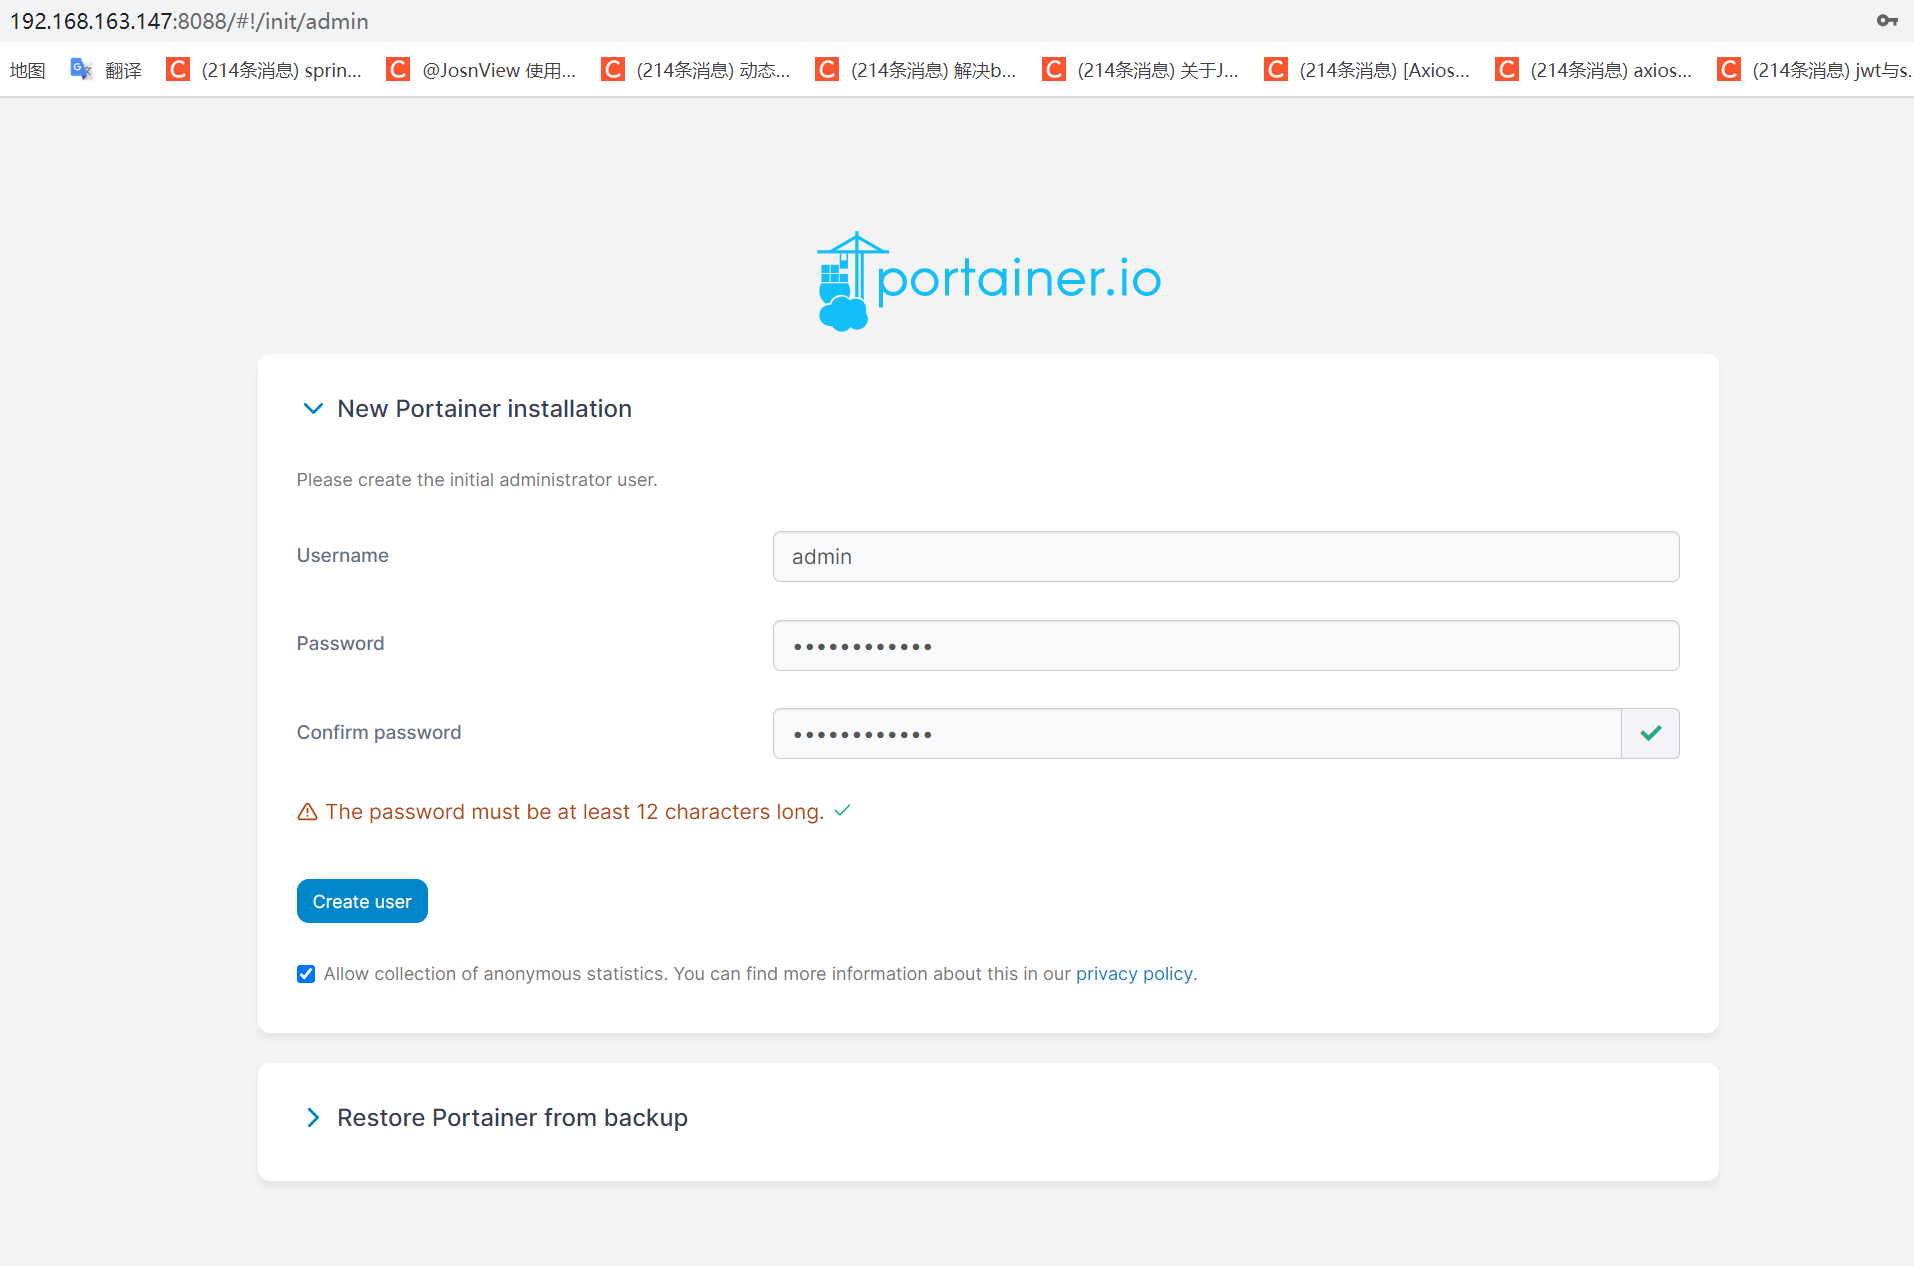 192.168.163.147:8088/#!/init/admin
地图 翻译 (214条消息) sprin... @JosnView 使用... (214条消息) 动态... (214条消息) 解决b... (214条消息) 关于J... (214条消息) [Axios... (214条消息) axios... (214条消息) jwt与s..
portainer.io
New Portainer installation
Please create the initial administrator user.
Username admin
Password ••••••••••••
Confirm password ••••••••••••
The password must be at least 12 characters long.
Create user
Allow collection of anonymous statistics. You can find more information about this in our privacy policy.
Restore Portainer from backup